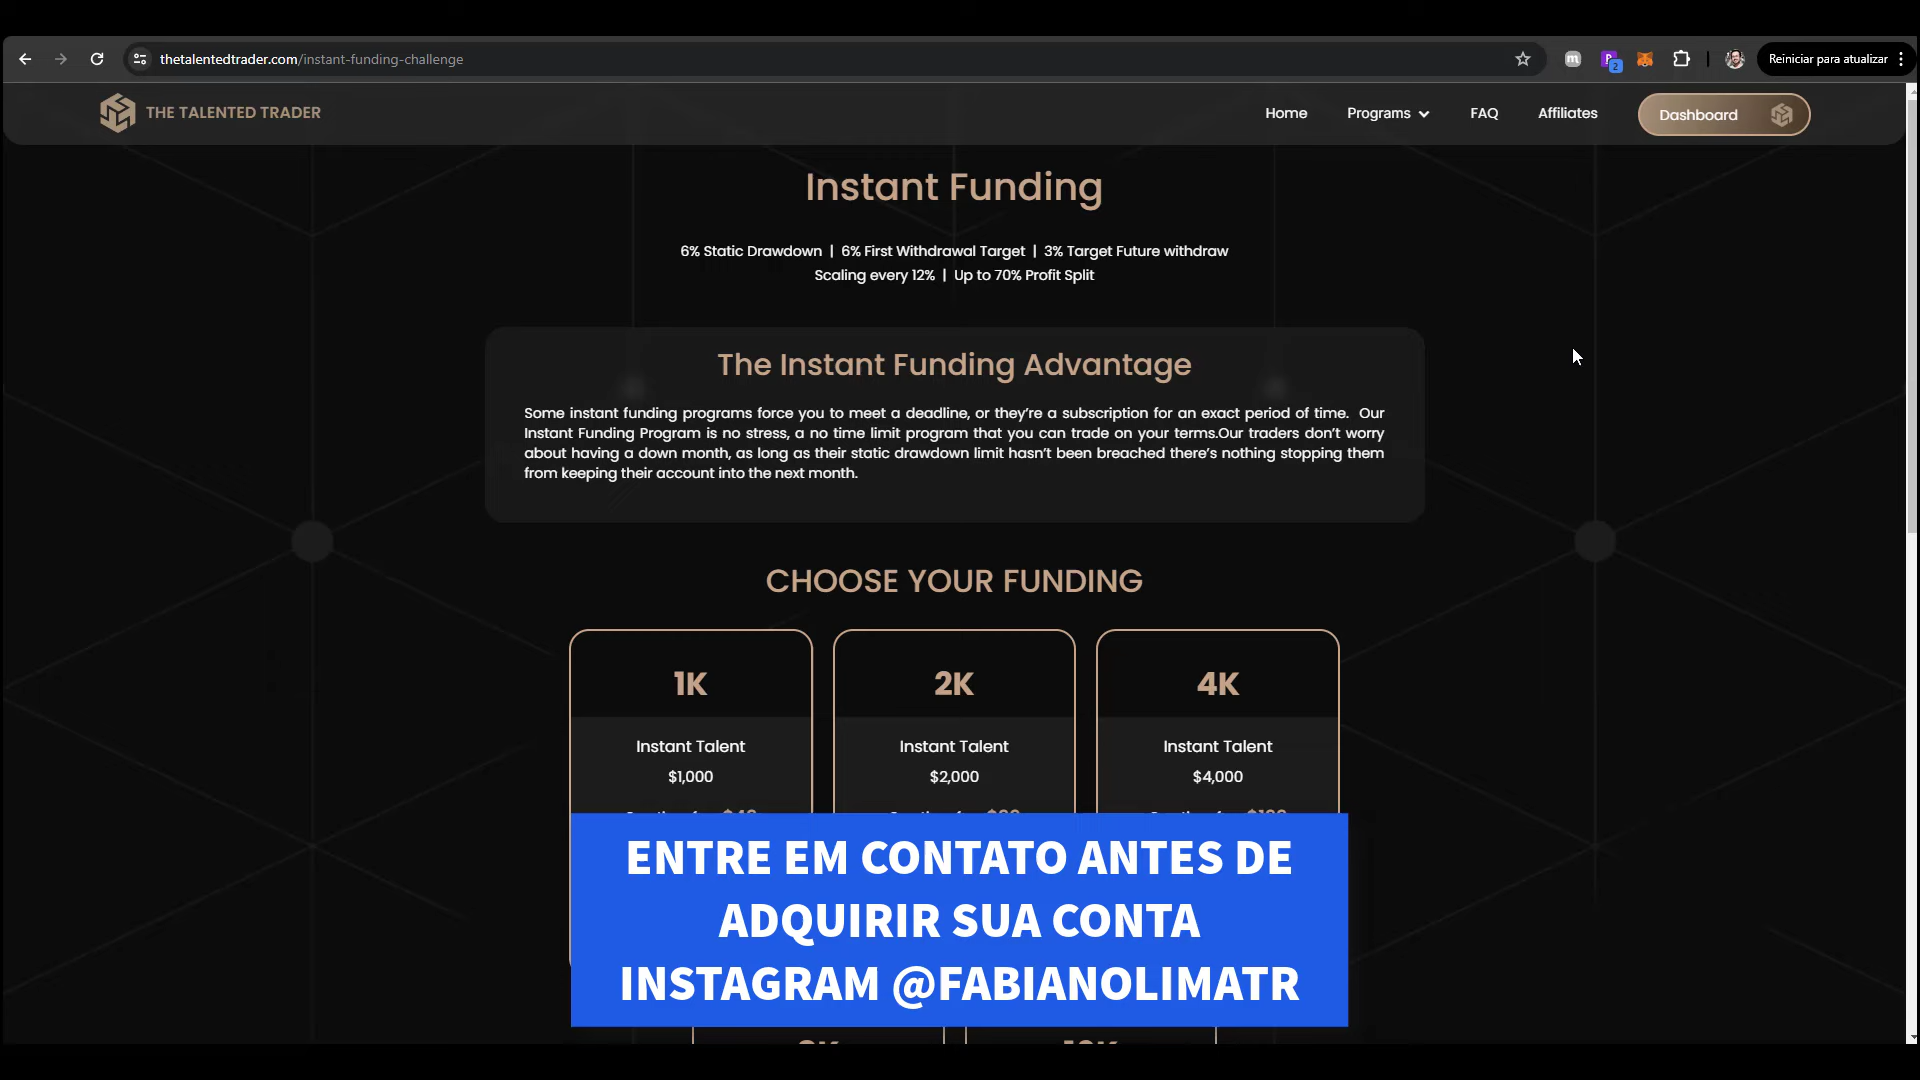 thetalentedtrader.com/instant-funding-challenge
2
Reiniciar para atualizar
THE TALENTED TRADER
Home
Programs
FAQ
Affiliates
Dashboard
Instant Funding
6% Static Drawdown | 6% First Withdrawal Target | 3% Target Future withdraw
Scaling every 12% | Up to 70% Profit Split
The Instant Funding Advantage
Some instant funding programs force you to meet a deadline, or they're a subscription for an exact period of time. Our
Instant Funding Program is no stress, a no time limit program that you can trade on your terms.Our traders don't worry
about having a down month, as long as their static drawdown limit hasn't been breached there's nothing stopping them
from keeping their account into the next month.
CHOOSE YOUR FUNDING
1K
Instant Talent
$1,000
2K
Instant Talent
$2,000
4K
Instant Talent
$4,000
ENTRE EM CONTATO ANTES DE
ADQUIRIR SUA CONTA
INSTAGRAM @FABIANOLIMATR